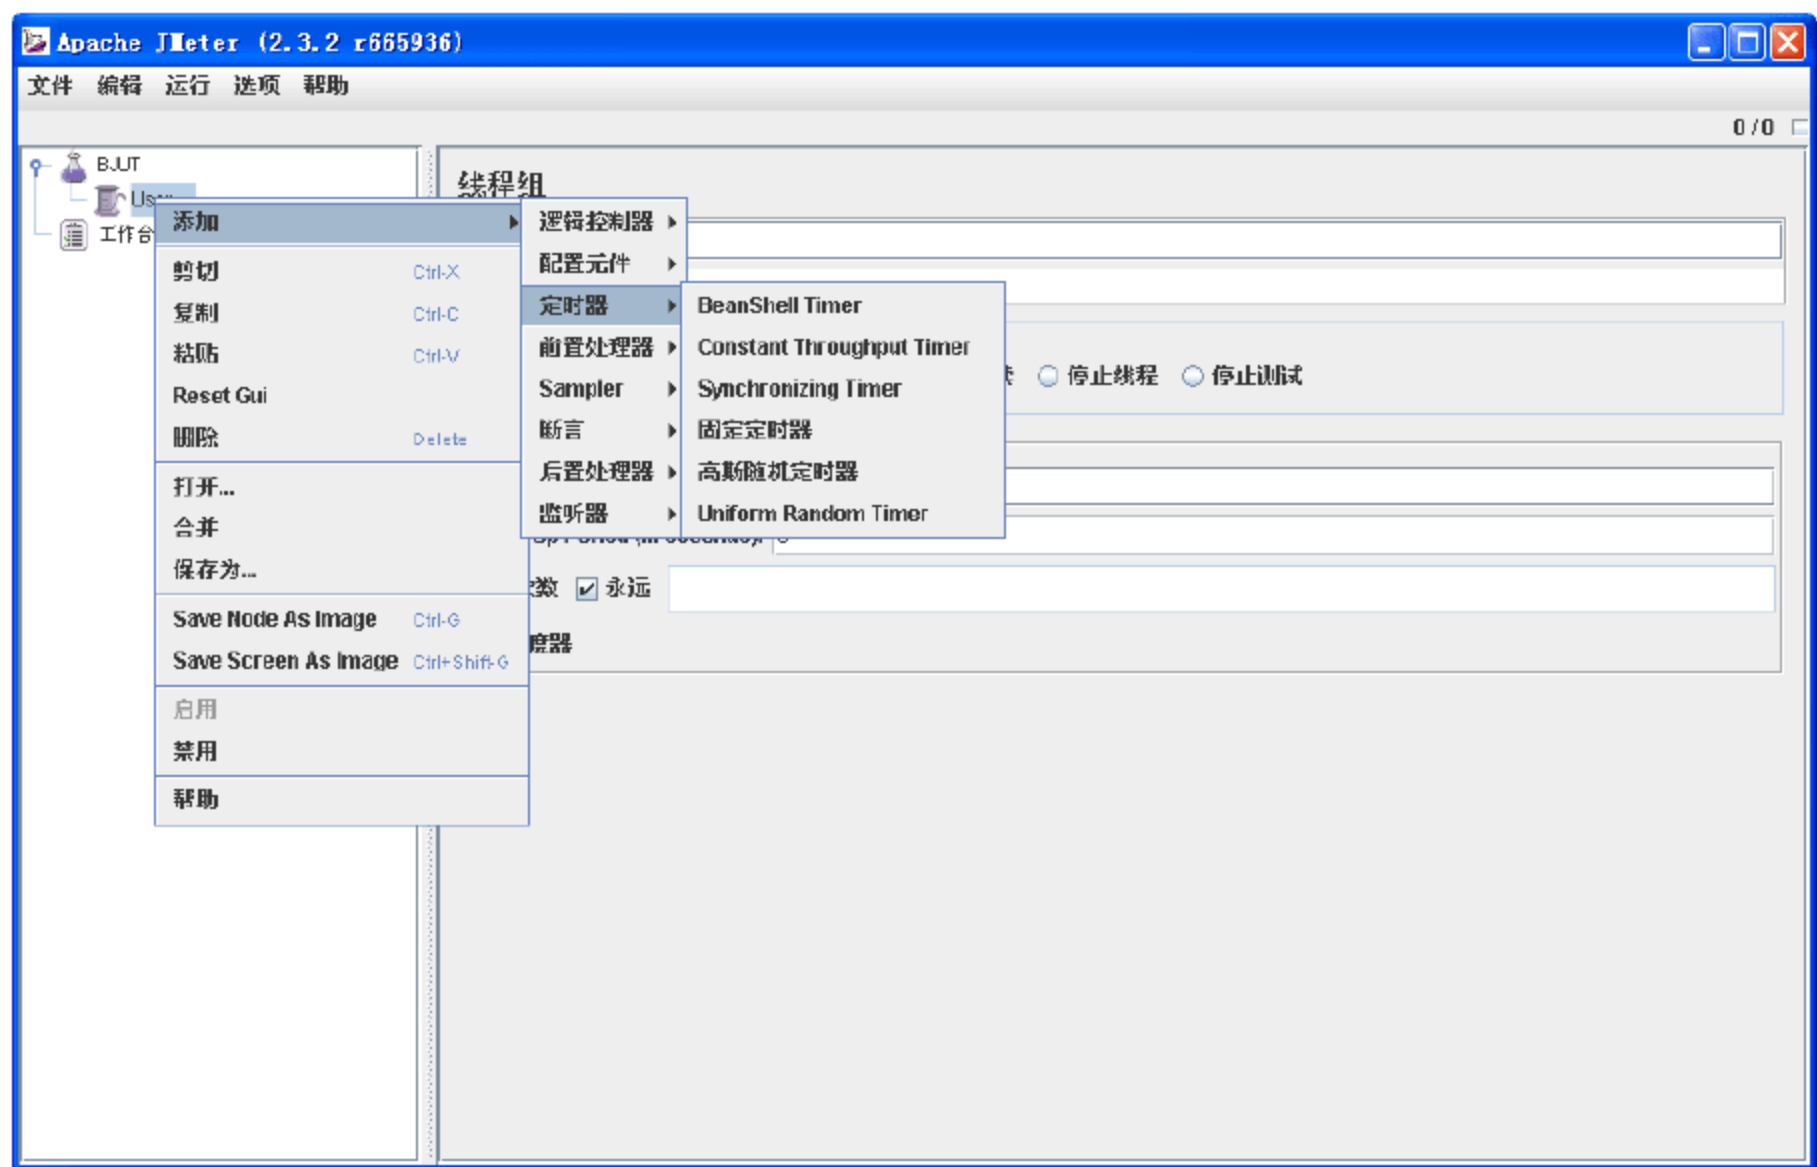 Apache JMeter (2.3.2 r665936)
文件 编辑 运行 选项 帮助
0 / 0
BJUT
工作台
线程组
添加
剪切 Ctrl-X
复制 Ctrl-C
粘贴 Ctrl-V
Reset Gui
删除 Delete
打开...
合并
保存为...
Save Node As Image Ctrl-G
Save Screen As Image Ctrl+Shift-G
启用
禁用
帮助
逻辑控制器
配置元件
定时器
前置处理器
Sampler
断言
后置处理器
监听器
BeanShell Timer
Constant Throughput Timer
Synchronizing Timer
固定定时器
高斯随机定时器
Uniform Random Timer
停止线程 停止测试
数 永远
度器